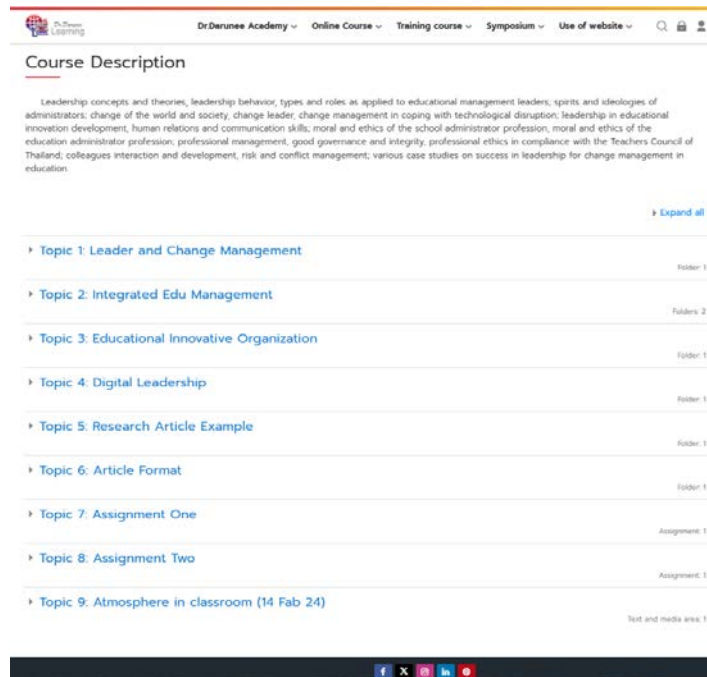 Dr.Darunee
Learning
Dr.Darunee Academy Online Course Training course Symposium Use of website
Course Description
Leadership concepts and theories, leadership behavior, types and roles as applied to educational management leaders; spirits and ideologies of
administrators; change of the world and society, change leader, change management in coping with technological disruption; leadership in educational
innovation development, human relations and communication skills; moral and ethics of the school administrator profession, moral and ethics of the
education administrator profession; professional management, good governance and integrity, professional ethics in compliance with the Teachers Council of
Thailand; colleagues interaction and development, risk and conflict management; various case studies on success in leadership for change management in
education.
Expand all
Topic 1: Leader and Change Management
Folder: 1
Topic 2: Integrated Edu Management
Folders: 2
Topic 3: Educational Innovative Organization
Folder: 1
Topic 4: Digital Leadership
Folder: 1
Topic 5: Research Article Example
Folder: 1
Topic 6: Article Format
Folder: 1
Topic 7: Assignment One
Assignment: 1
Topic 8: Assignment Two
Assignment: 1
Topic 9: Atmosphere in classroom (14 Fab 24)
Text and media area: 1